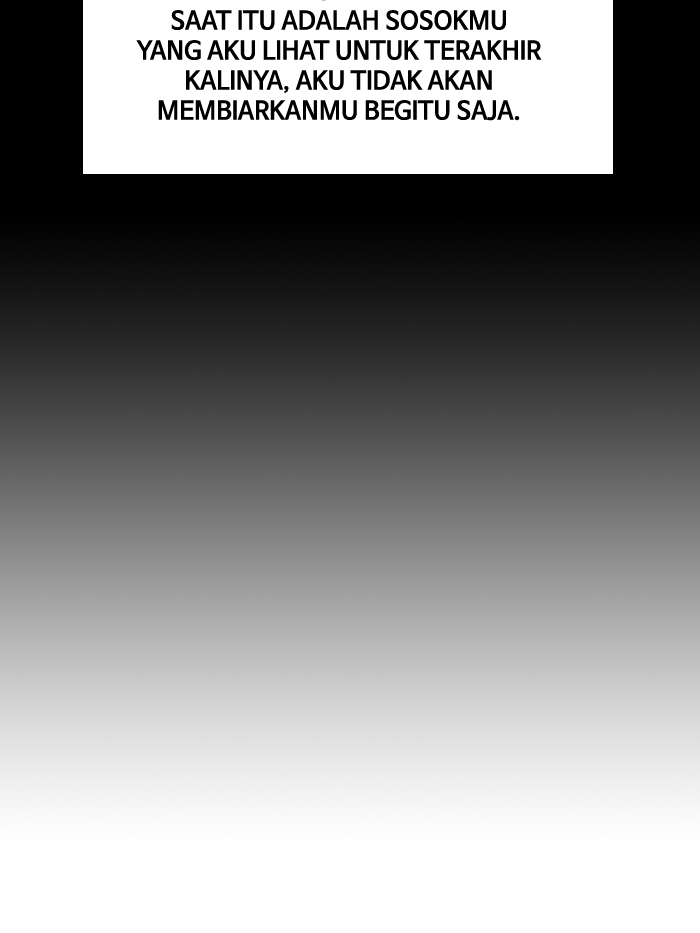 SAAT ITU ADALAH SOSOKMU
YANG AKU LIHAT UNTUK TERAKHIR
KALINYA, AKU TIDAK AKAN
MEMBIARKANMU BEGITU SAJA.